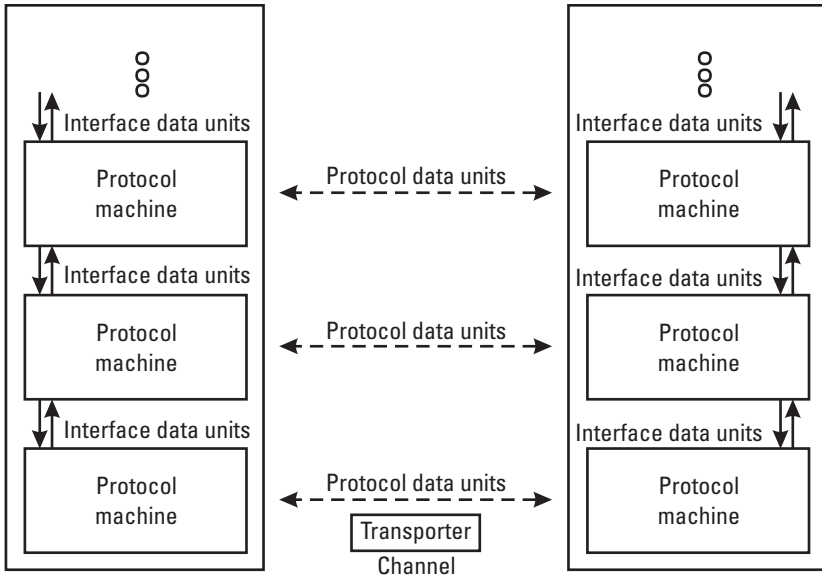 Interface data units
Interface data units
Protocol
machine
Protocol data units
Protocol
machine
Interface data units
Interface data units
Protocol
machine
Protocol data units
Protocol
machine
Interface data units
Interface data units
Protocol
machine
Protocol data units
Protocol
machine
Transporter
Channel